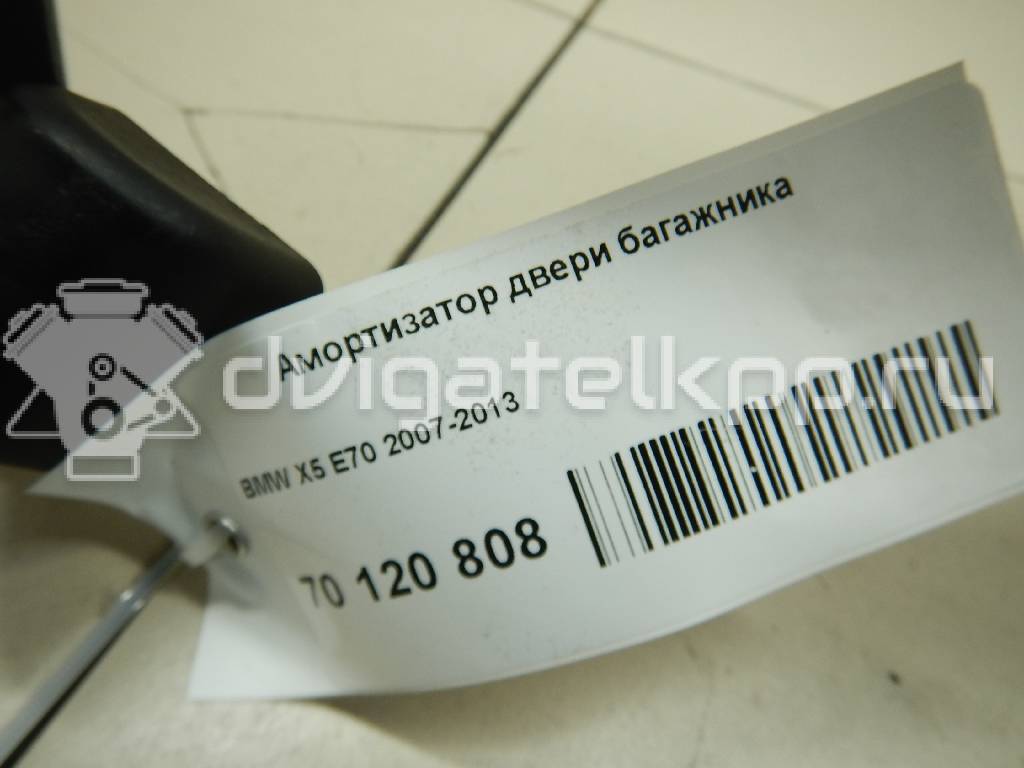 Амортизатор двери багажника
dvigatelkpp.ru
BMW X5 E70 2007-2013
70 120 808